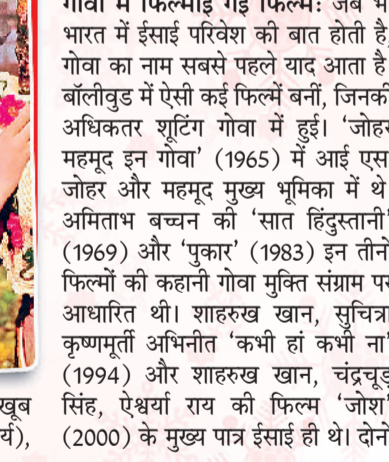 गोवा में फिल्माई गई फिल्में: जब भ
भारत में ईसाई परिवेश की बात होती है
गोवा का नाम सबसे पहले याद आता है
बॉलीवुड में ऐसी कई फिल्में बनीं, जिनकी
अधिकतर शूटिंग गोवा में हुई। ‘जोहर
महमूद इन गोवा’ (1965) में आई एस
जोहर और महमूद मुख्य भूमिका में थे
अमिताभ बच्चन की ‘सात हिंदुस्तानी’
(1969) और ‘पुकार’ (1983) इन तीनों
फिल्मों की कहानी गोवा मुक्ति संग्राम पर
आधारित थी। शाहरुख खान, सुचित्रा
कृष्णमूर्ती अभिनीत ‘कभी हां कभी ना’
(1994) और शाहरुख खान, चंद्रचूड़
सिंह, ऐश्वर्या राय की फिल्म ‘जोश’
(2000) के मुख्य पात्र ईसाई ही थे। दोनों
खूब
र्य),